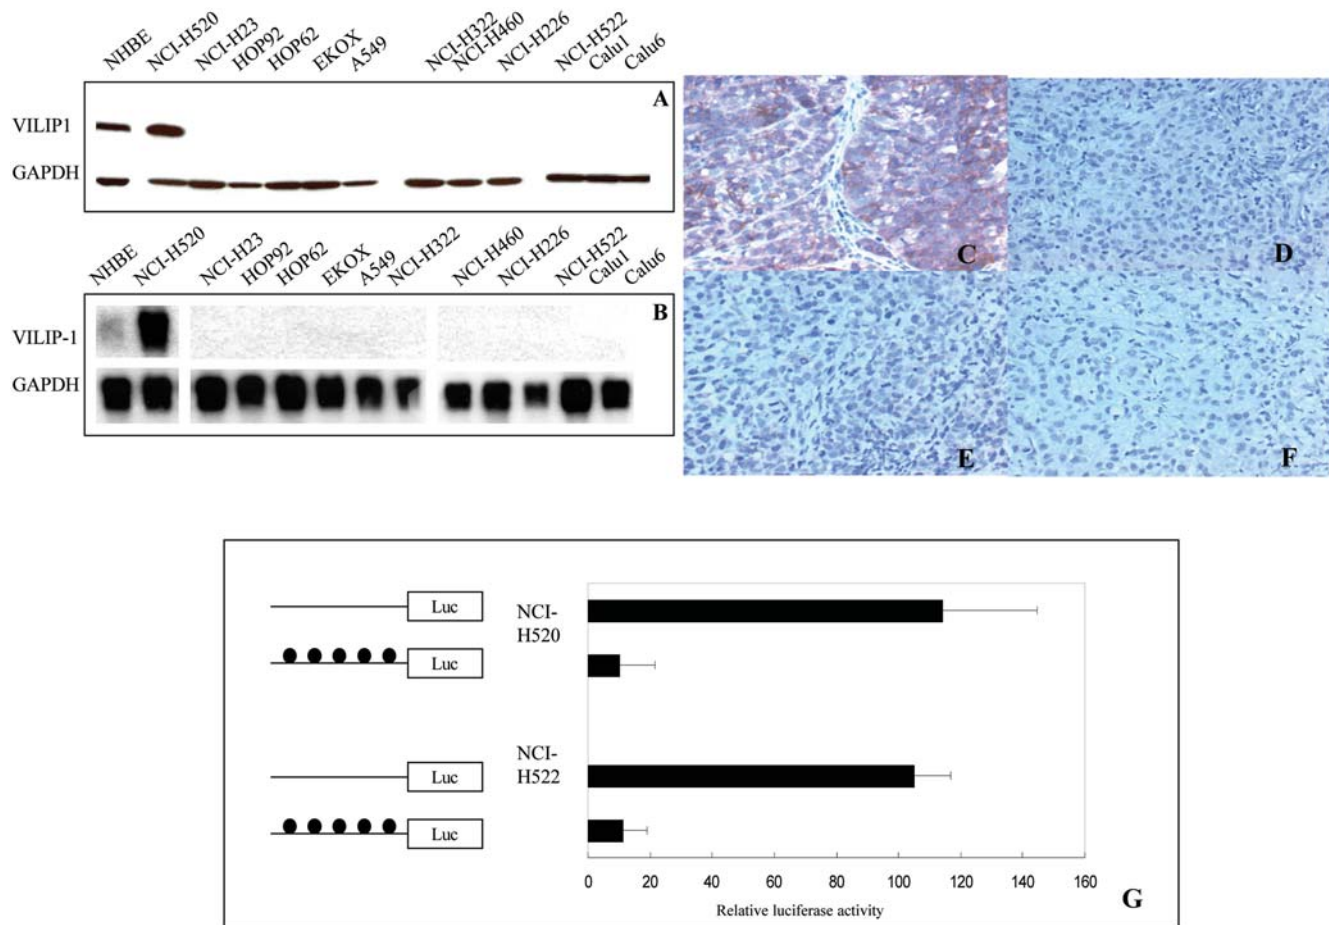 NHBE NCI-H520 NCI-H23 HOP92 HOP62 EKOX A549 NCI-H322 NCI-H460 NCI-H226 NCI-H522 Calu1 Calu6
A
VILIP1
GAPDH
NHBE NCI-H520 NCI-H23 HOP92 HOP62 EKOX A549 NCI-H322 NCI-H460 NCI-H226 NCI-H522 Calu1 Calu6
B
VILIP-1
GAPDH
C D
E F
Luc NCI-
H520
Luc
Luc NCI-
H522
Luc
0 20 40 60 80 100 120 140 160
Relative luciferase activity
G